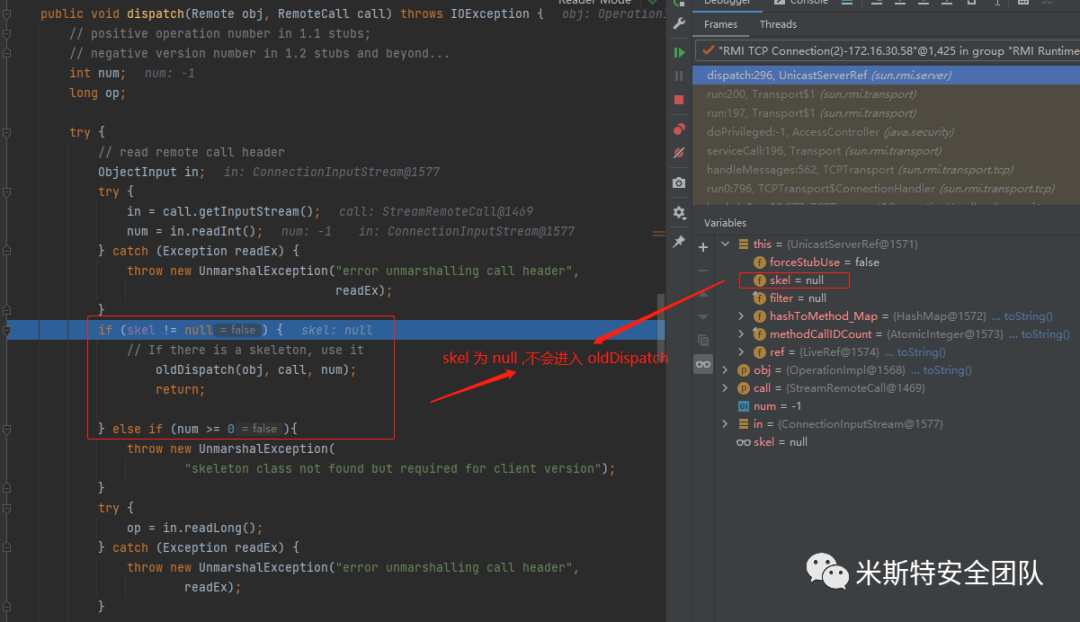 public void dispatch(Remote obj, RemoteCall call) throws IOException {   obj: Operation
// positive operation number in 1.1 stubs;
// negative version number in 1.2 stubs and beyond...
int num;   num: -1
long op;
try {
// read remote call header
ObjectInput in;   in: ConnectionInputStream@1577
try {
in = call.getInputStream();   call: StreamRemoteCall@1469
num = in.readInt();   num: -1    in: ConnectionInputStream@1577
} catch (Exception readEx) {
throw new UnmarshalException("error unmarshalling call header",
readEx);
}
if (skel != null = false ) {   skel: null
// If there is a skeleton, use it
oldDispatch(obj, call, num);
return;
} else if (num >= 0 = false ){
throw new UnmarshalException(
"skeleton class not found but required for client version");
}
try {
op = in.readLong();
} catch (Exception readEx) {
throw new UnmarshalException("error unmarshalling call header",
readEx);
}
skel 为 null ,不会进入 oldDispatch
Reader Mode
Debugger
Console
Frames
Threads
"RMI TCP Connection(2)-172.16.30.58"@1,425 in group "RMI Runtime
dispatch:296, UnicastServerRef (sun.rmi.server)
run:200, Transport$1 (sun.rmi.transport)
run:197, Transport$1 (sun.rmi.transport)
doPrivileged:-1, AccessController (java.security)
serviceCall:196, Transport (sun.rmi.transport)
handleMessages:562, TCPTransport (sun.rmi.transport.tcp)
run0:796, TCPTransport$ConnectionHandler (sun.rmi.transport.tcp)
Variables
this = {UnicastServerRef@1571}
forceStubUse = false
skel = null
filter = null
hashToMethod_Map = {HashMap@1572} ... toString()
methodCallIDCount = {AtomicInteger@1573} ... toString()
ref = {LiveRef@1574} ... toString()
obj = {OperationImpl@1568} ... toString()
call = {StreamRemoteCall@1469}
num = -1
in = {ConnectionInputStream@1577}
skel = null
米斯特安全团队